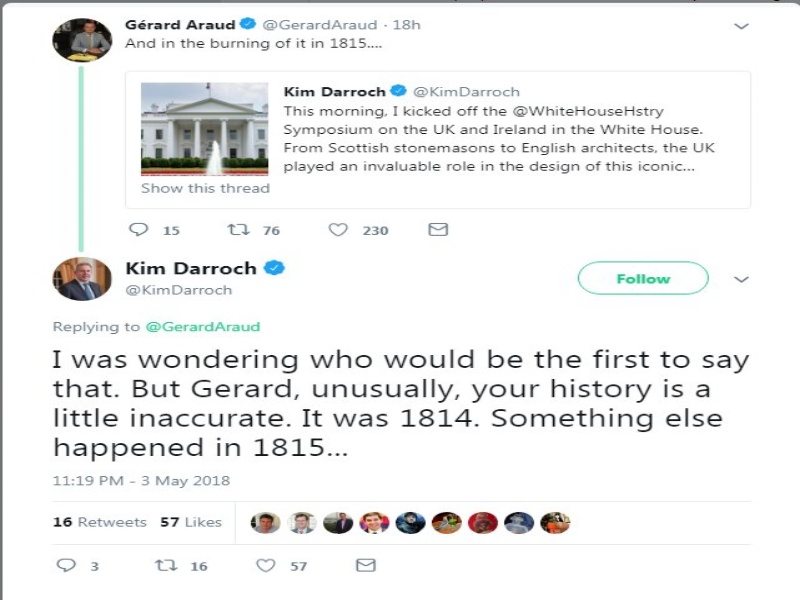 Gérard Araud @GerardAraud · 18h
And in the burning of it in 1815....
Kim Darroch @KimDarroch
This morning, I kicked off the @WhiteHouseHstry
Symposium on the UK and Ireland in the White House.
From Scottish stonemasons to English architects, the UK
played an invaluable role in the design of this iconic...
Show this thread
15 76 230
Kim Darroch
@KimDarroch
Follow
Replying to @GerardAraud
I was wondering who would be the first to say
that. But Gerard, unusually, your history is a
little inaccurate. It was 1814. Something else
happened in 1815...
11:19 PM - 3 May 2018
16 Retweets 57 Likes
3 16 57